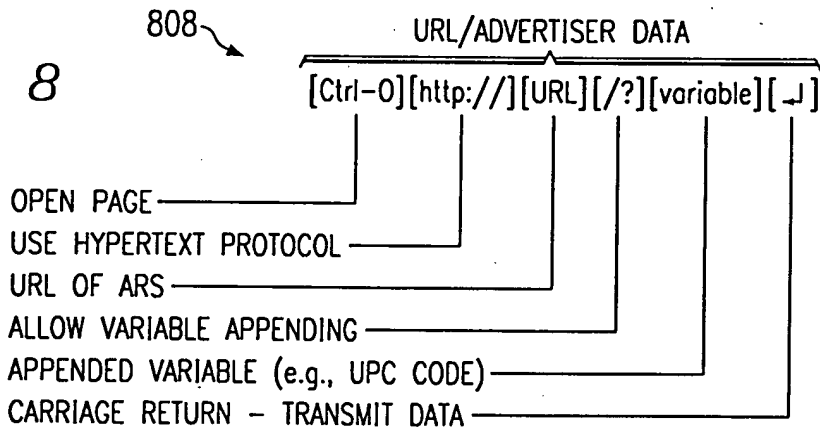 808
URL/ADVERTISER DATA
8
[Ctrl-O][http://][URL][/?][variable][↵]
OPEN PAGE
USE HYPERTEXT PROTOCOL
URL OF ARS
ALLOW VARIABLE APPENDING
APPENDED VARIABLE (e.g., UPC CODE)
CARRIAGE RETURN – TRANSMIT DATA